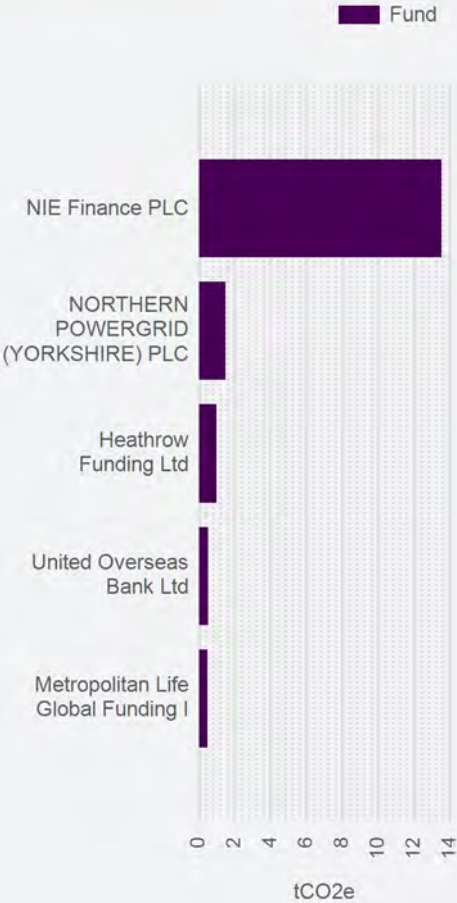 Fund
NIE Finance PLC
NORTHERN
POWERGRID
(YORKSHIRE) PLC
Heathrow
Funding Ltd
United Overseas
Bank Ltd
Metropolitan Life
Global Funding I
0
2
4
6
8
10
12
14
tCO2e